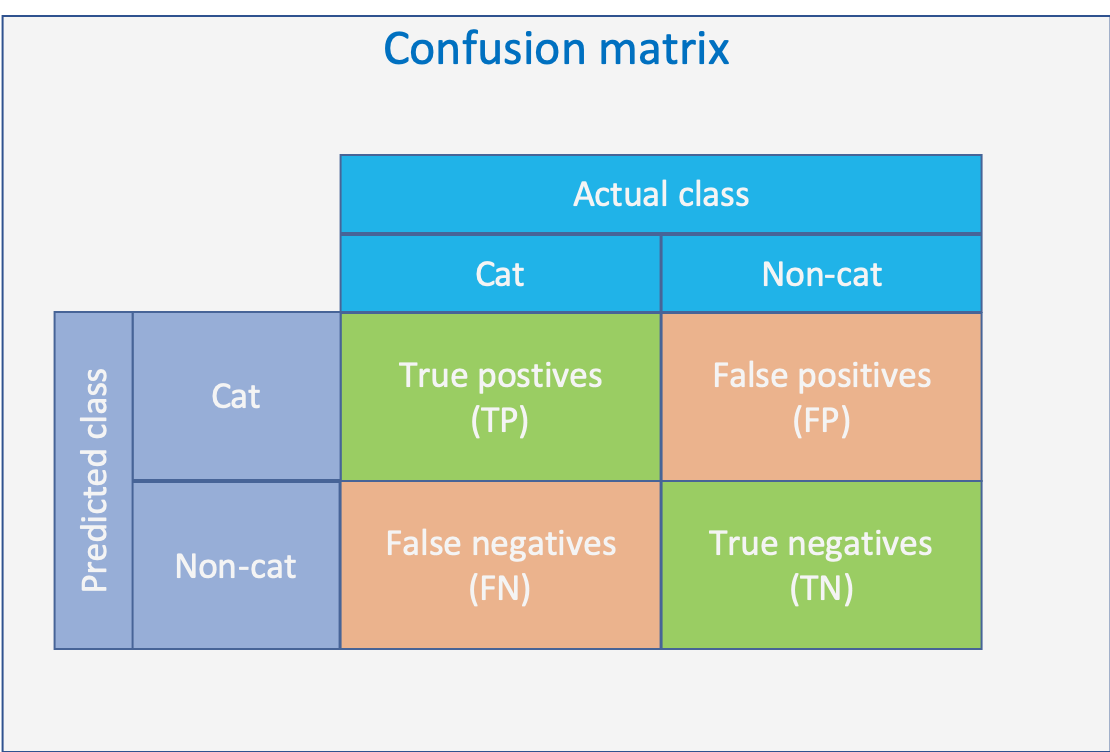 Confusion matrix
Actual class
Cat
Non-cat
Predicted class
Cat
True postives
(TP)
False positives
(FP)
Non-cat
False negatives
(FN)
True negatives
(TN)